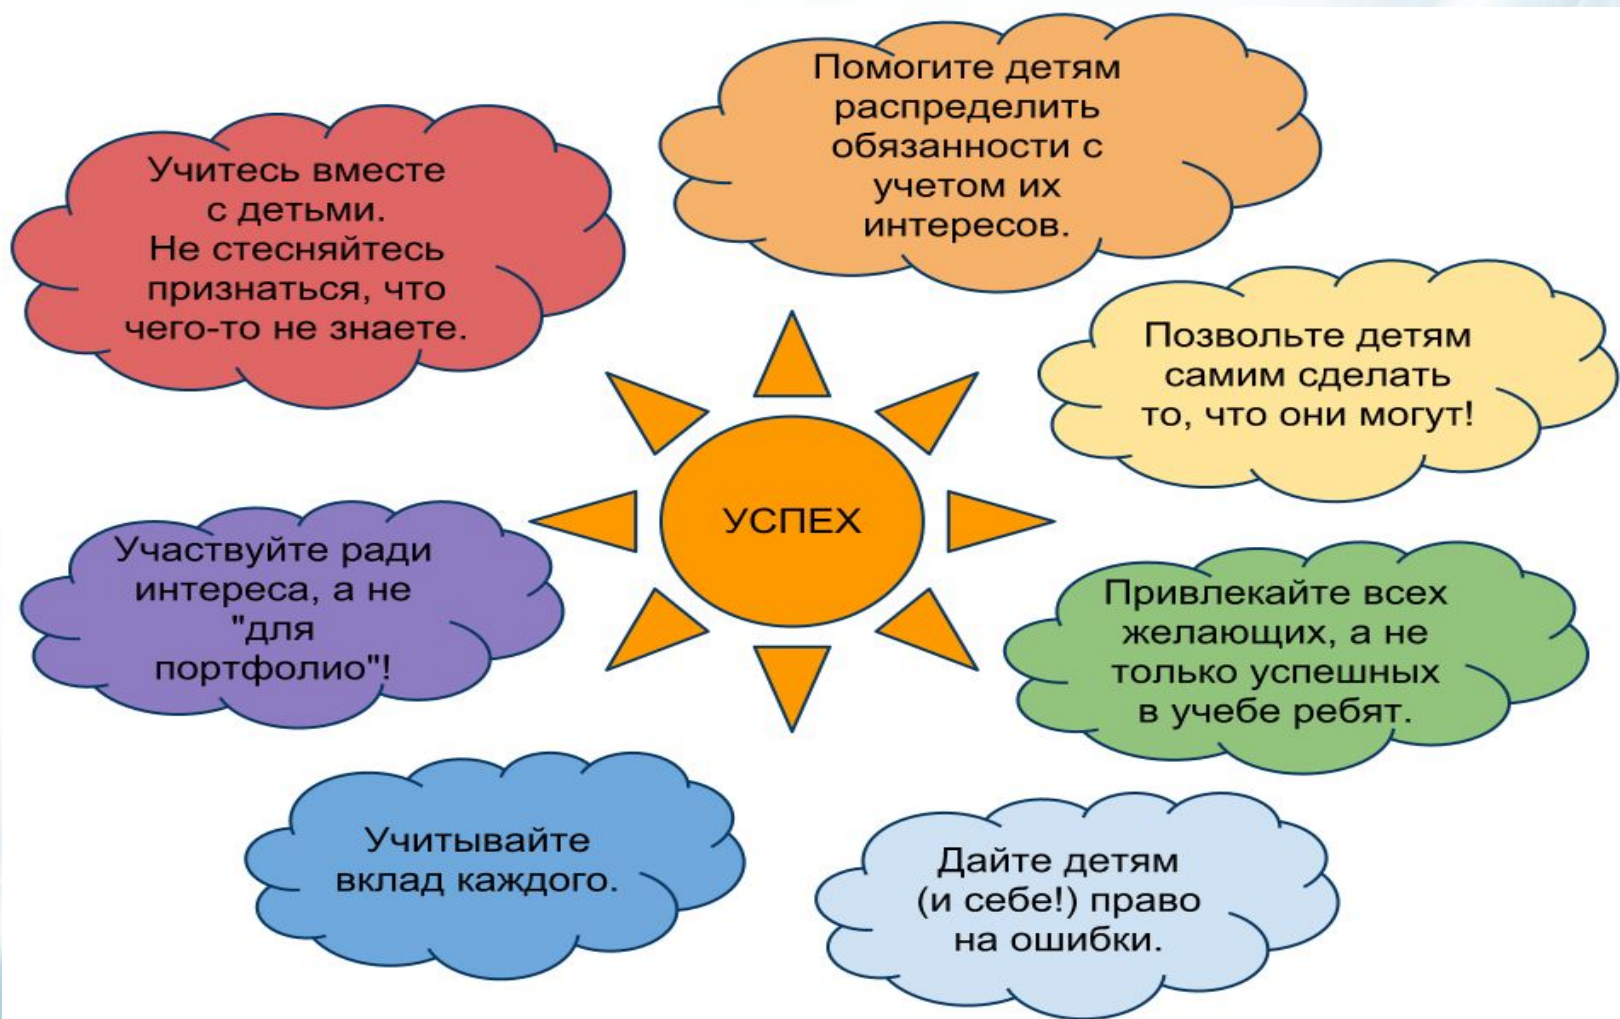 Помогите детям
распределить
обязанности с
учетом их
интересов.
Учитесь вместе
с детьми.
Не стесняйтесь
признаться, что
чего-то не знаете.
Позвольте детям
самим сделать
то, что они могут!
УСПЕХ
Участвуйте ради
интереса, а не
"для
портфолио"!
Привлекайте всех
желающих, а не
только успешных
в учебе ребят.
Учитывайте
вклад каждого.
Дайте детям
(и себе!) право
на ошибки.